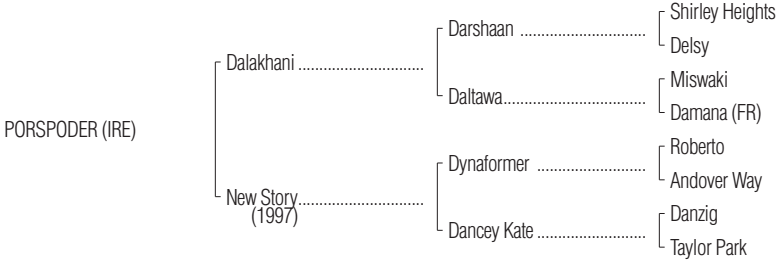 Shirley Heights
Darshaan ..............................
Delsy
Dalakhani ..............................
Miswaki
Daltawa..................................
Damana (FR)
PORSPODER (IRE)
Roberto
Dynaformer ..........................
Andover Way
New Story..............................
(1997)
Danzig
Dancey Kate ..........................
Taylor Park